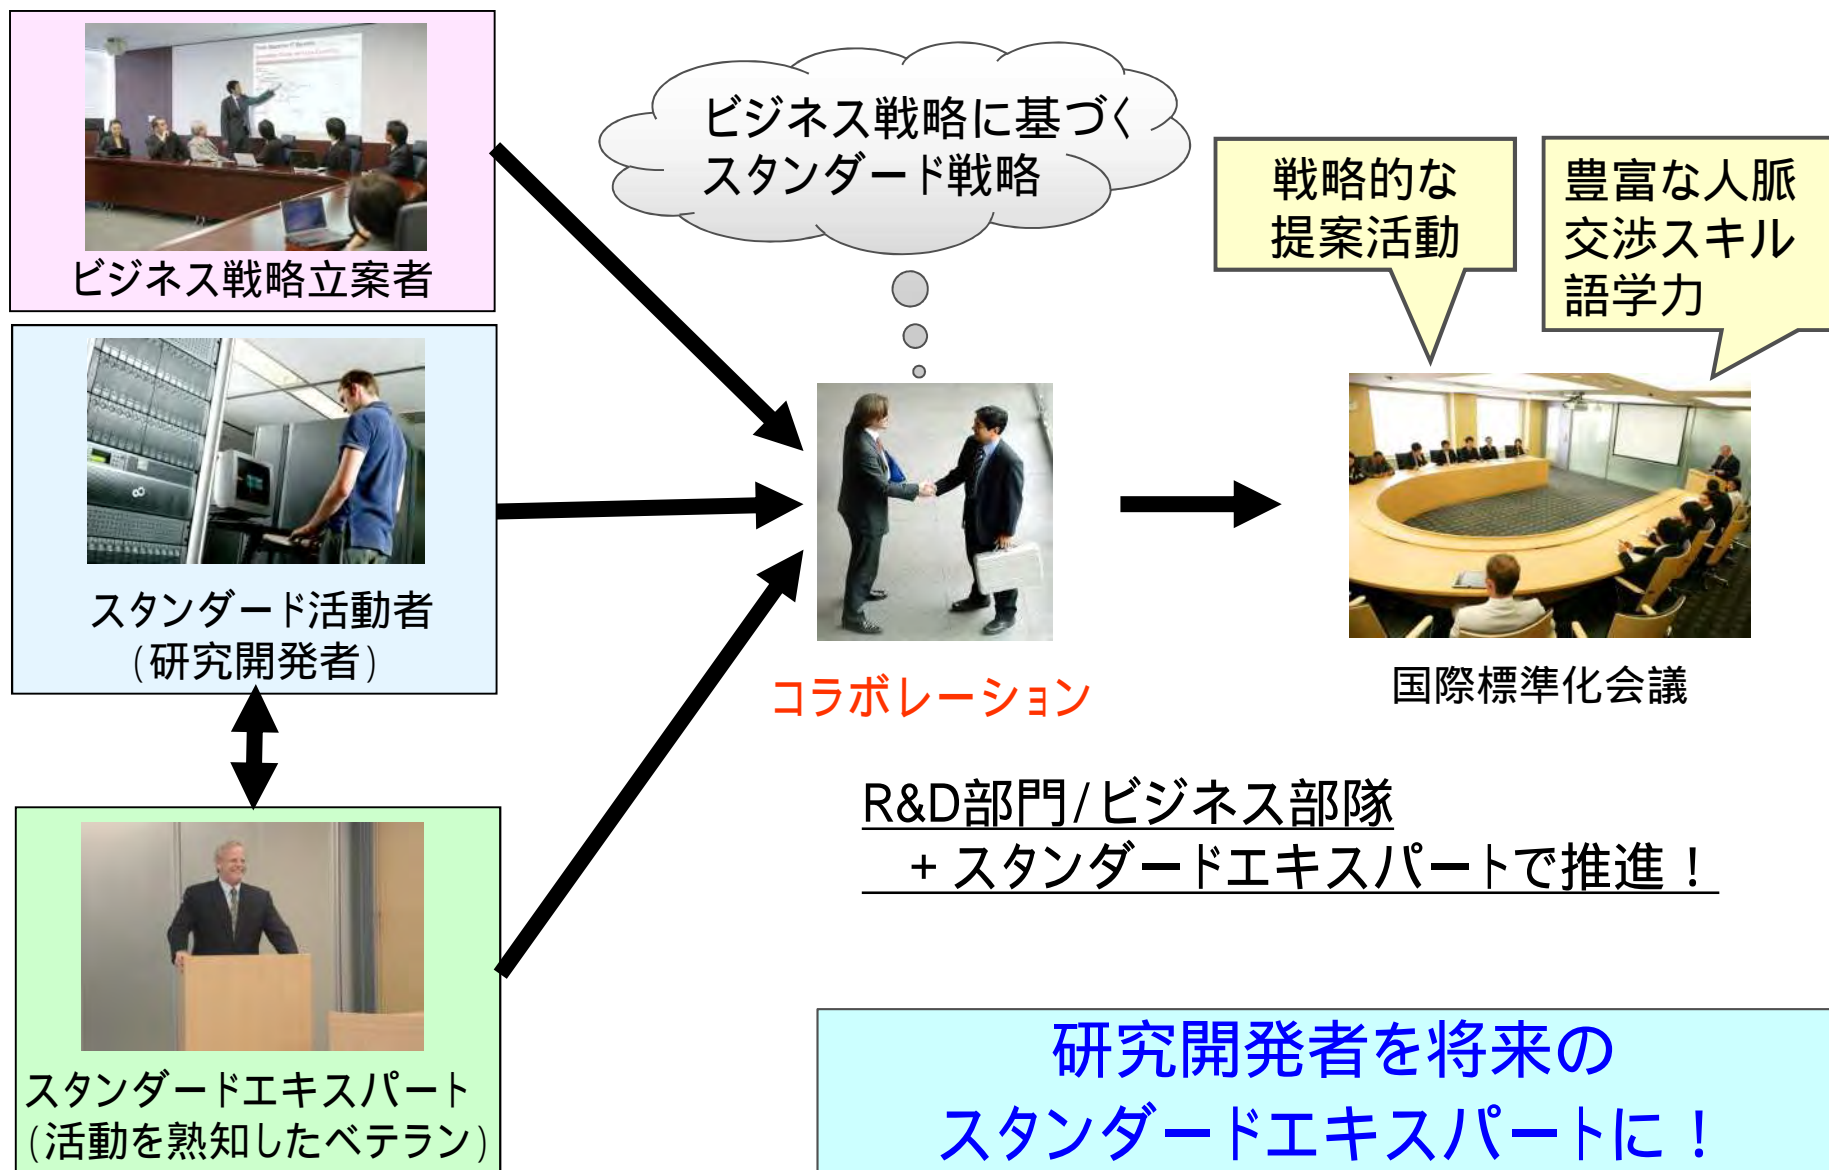 ビジネス戦略立案者
スタンダード活動者
(研究開発者)
スタンダードエキスパート
(活動を熟知したベテラン)
ビジネス戦略に基づく
スタンダード戦略
コラボレーション
戦略的な
提案活動
豊富な人脈
交渉スキル
語学力
国際標準化会議
R&D部門/ビジネス部隊
+スタンダードエキスパートで推進!
研究開発者を将来の
スタンダードエキスパートに!